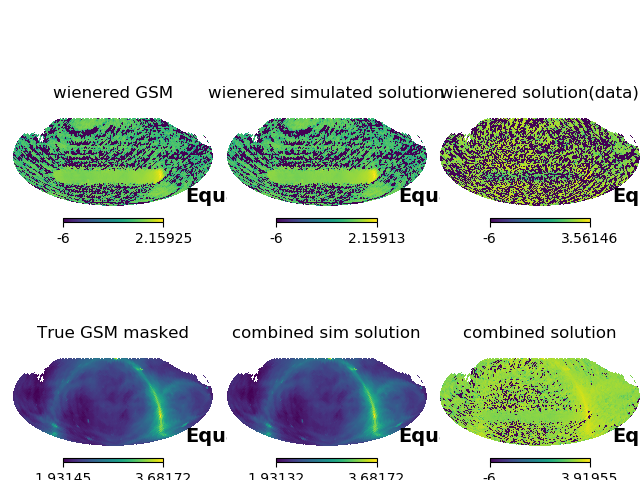 wienered GSM
wienered simulated solution
wienered solution(data)
Equ
Equ
Eq
-6 2.15925
-6 2.15913
-6 3.56146
True GSM masked
combined sim solution
combined solution
Equ
Equ
Eq
1.93145 3.68172
1.93132 3.68172
-6 3.91955